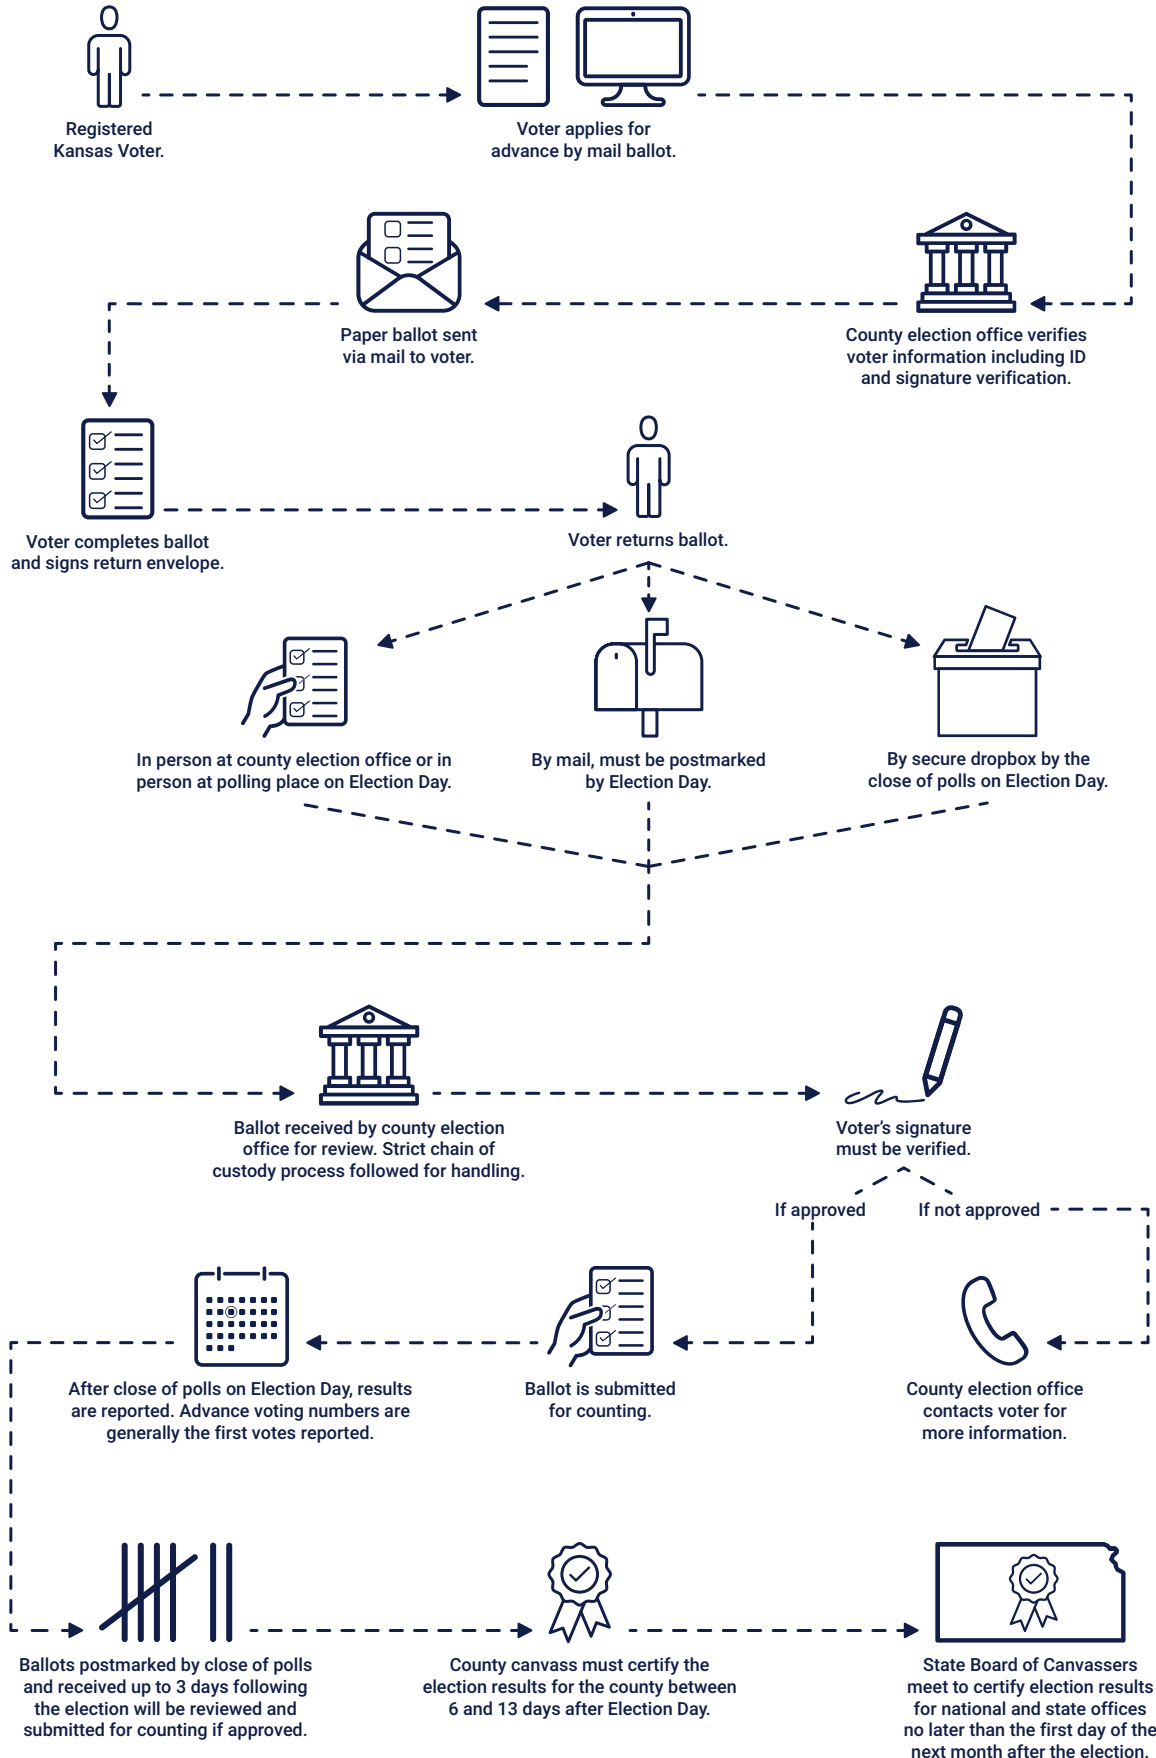 Registered
Kansas Voter.
Voter applies for
advance by mail ballot.
Paper ballot sent
via mail to voter.
County election office verifies
voter information including ID
and signature verification.
Voter completes ballot
and signs return envelope.
Voter returns ballot.
In person at county election office or in
person at polling place on Election Day.
By mail, must be postmarked
by Election Day.
By secure dropbox by the
close of polls on Election Day.
Ballot received by county election
office for review. Strict chain of
custody process followed for handling.
Voter’s signature
must be verified.
If approved
If not approved
After close of polls on Election Day, results
are reported. Advance voting numbers are
generally the first votes reported.
Ballot is submitted
for counting.
County election office
contacts voter for
more information.
Ballots postmarked by close of polls
and received up to 3 days following
the election will be reviewed and
submitted for counting if approved.
County canvass must certify the
election results for the county between
6 and 13 days after Election Day.
State Board of Canvassers
meet to certify election results
for national and state offices
no later than the first day of the
next month after the election.